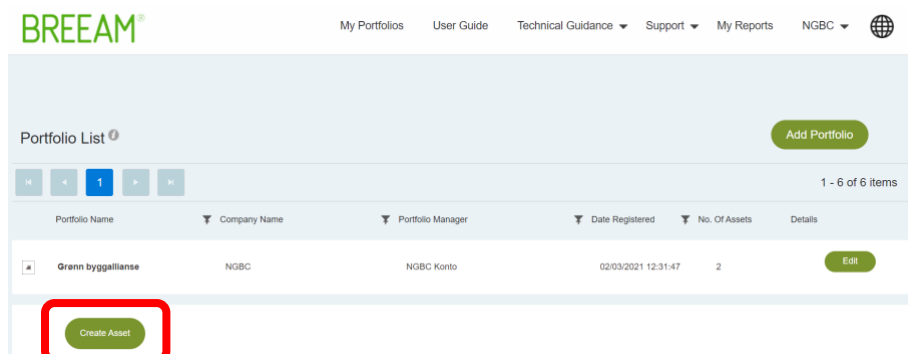 BREEAM®
My Portfolios User Guide Technical Guidance Support My Reports NGBC
Portfolio List
Add Portfolio
1
1 - 6 of 6 items
Portfolio Name Company Name Portfolio Manager Date Registered No. Of Assets Details
Grønn byggallianse NGBC NGBC Konto 02/03/2021 12:31:47 2 Edit
Create Asset